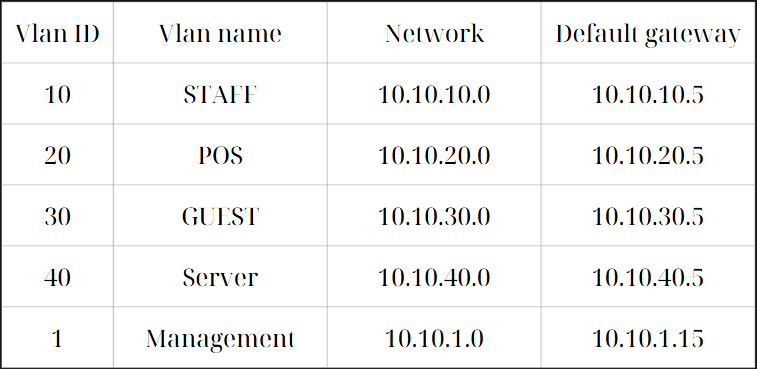 Vlan ID Vlan name Network Default gateway
10 STAFF 10.10.10.0 10.10.10.5
20 POS 10.10.20.0 10.10.20.5
30 GUEST 10.10.30.0 10.10.30.5
40 Server 10.10.40.0 10.10.40.5
1 Management 10.10.1.0 10.10.1.15